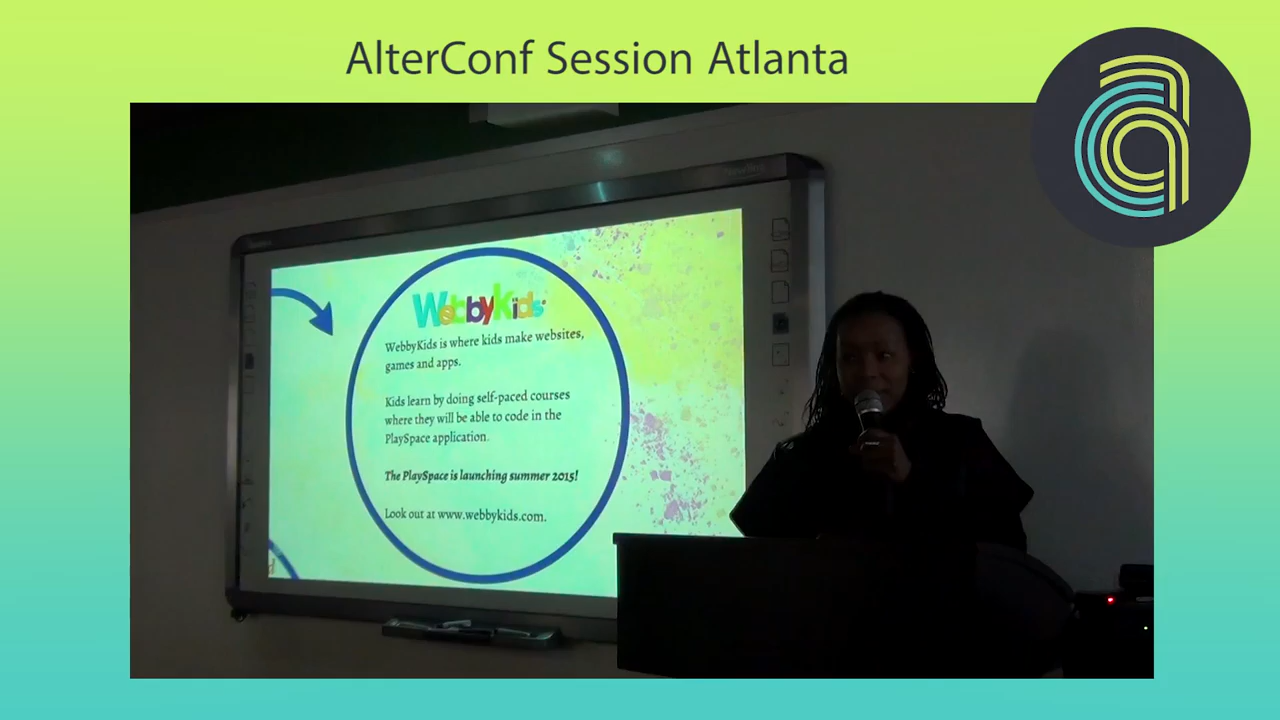 AlterConf Session Atlanta
WebbyKids
WebbyKids is where kids make websites,
games and apps.
Kids learn by doing self-paced courses
where they will be able to code in the
PlaySpace application.
The PlaySpace is launching summer 2015!
Look out at www.webbykids.com.